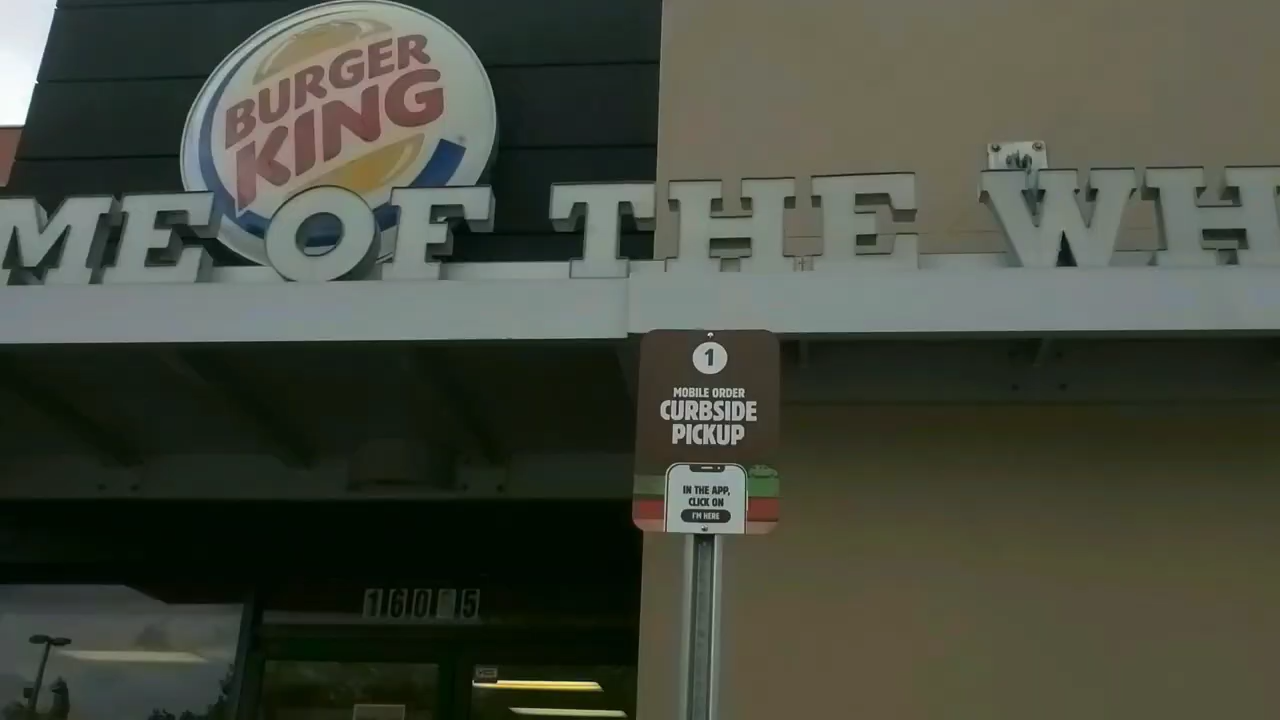 BURGER
KING
ME OF THE WH
1
MOBILE ORDER
CURBSIDE
PICKUP
IN THE APP,
CLICK ON
I'M HERE